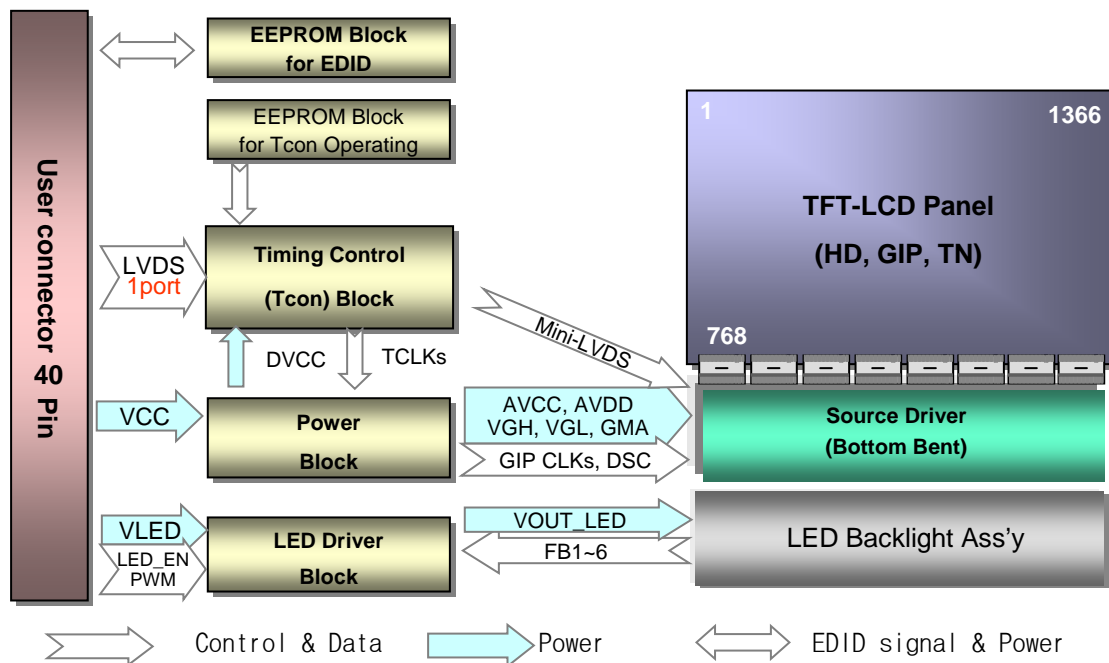 User connector 40 Pin
EEPROM Block
for EDID
EEPROM Block
for Tcon Operating
LVDS
1port
Timing Control
(Tcon) Block
DVCC
TCLKs
Mini-LVDS
VCC
Power
Block
AVCC, AVDD
VGH, VGL, GMA
GIP CLKs, DSC
VLED
LED_EN
PWM
LED Driver
Block
VOUT_LED
FB1~6
1
1366
TFT-LCD Panel
(HD, GIP, TN)
768
Source Driver
(Bottom Bent)
LED Backlight Ass'y
Control & Data
Power
EDID signal & Power